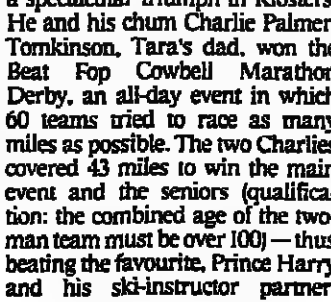 a spectacular triumph in Klosters
He and his chum Charlie Palmer
Tomkinson, Tara's dad, won the
Beat Fop Cowbell Marathon
Derby, an all-day event in which
60 teams tried to race as many
miles as possible. The two Charlies
covered 43 miles to win the main
event and the seniors (qualifica-
tion: the combined age of the two-
man team must be over 100) — thus
beating the favourite, Prince Harry
and his ski-instructor partner